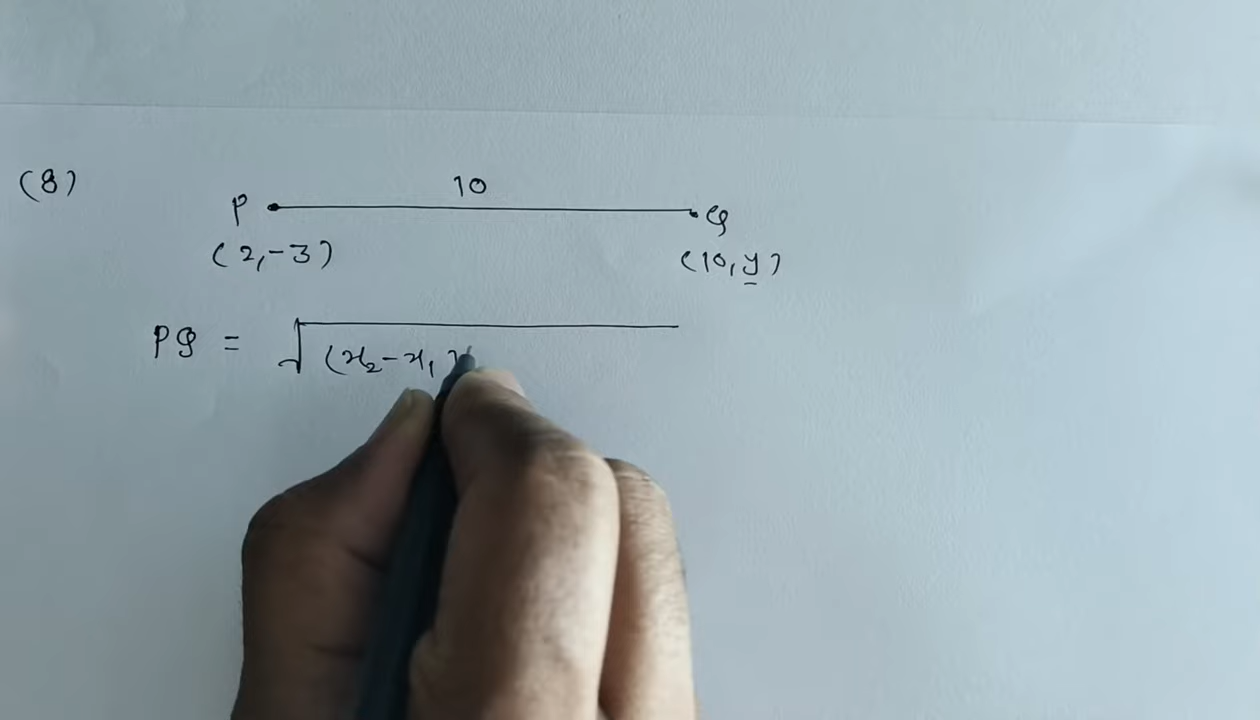 (8)
10
P Q
(2,-3) (10, y)
PQ = √(x₂-x₁)